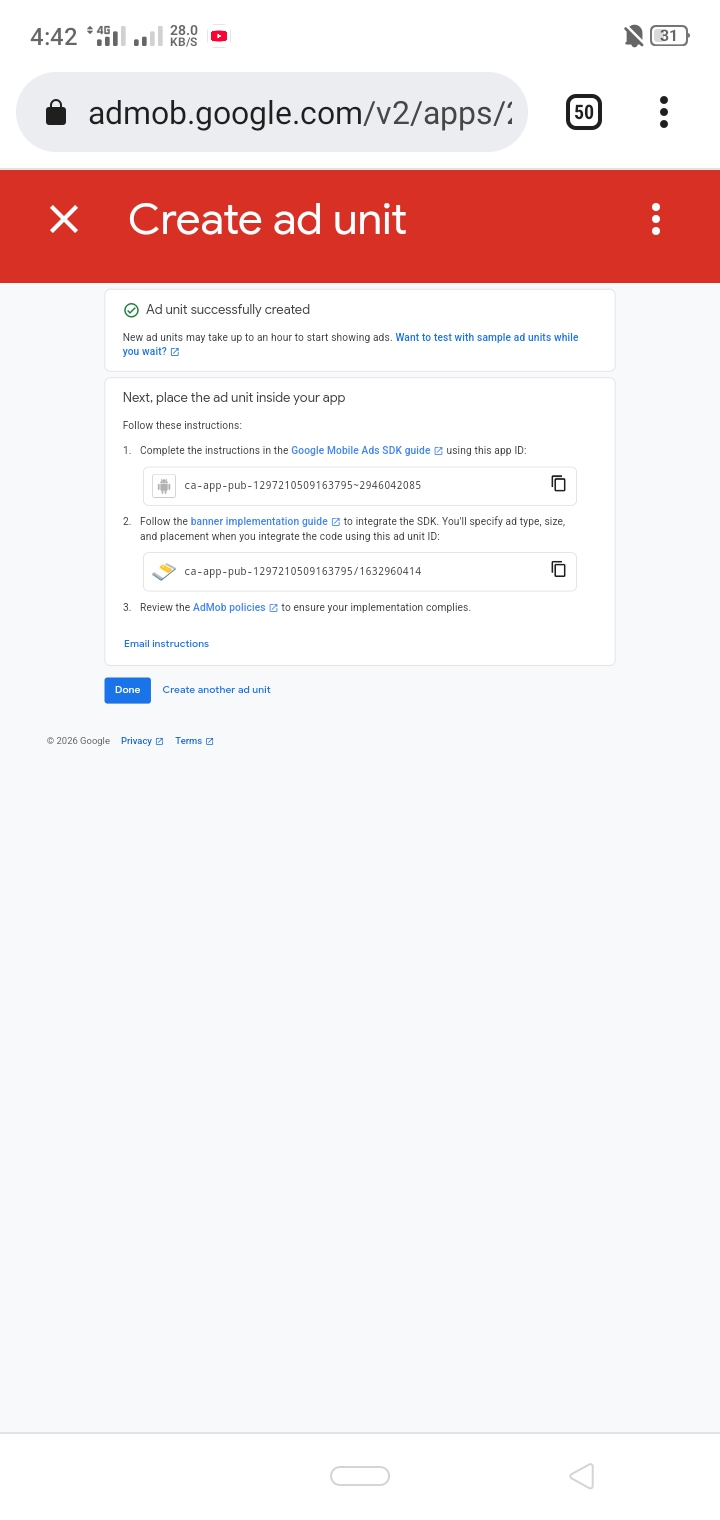 4:42 4G 28.0 KB/S 31
admob.google.com/v2/apps/
50
Create ad unit
Ad unit successfully created
New ad units may take up to an hour to start showing ads. Want to test with sample ad units while
you wait?
Next, place the ad unit inside your app
Follow these instructions:
1. Complete the instructions in the Google Mobile Ads SDK guide using this app ID:
ca-app-pub-1297210509163795~2946042085
2. Follow the banner implementation guide to integrate the SDK. You'll specify ad type, size,
and placement when you integrate the code using this ad unit ID:
ca-app-pub-1297210509163795/1632960414
3. Review the AdMob policies to ensure your implementation complies.
Email instructions
Done Create another ad unit
© 2026 Google Privacy Terms